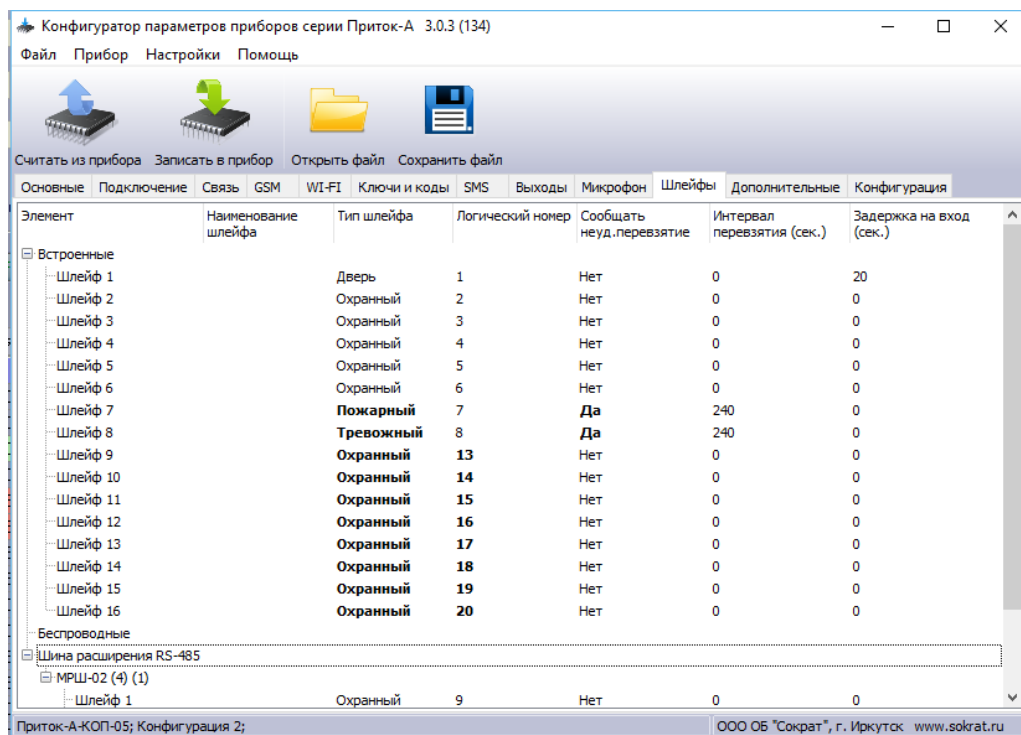 Конфигуратор параметров приборов серии Приток-А 3.0.3 (134)
Файл Прибор Настройки Помощь
Считать из прибора Записать в прибор Открыть файл Сохранить файл
Основные Подключение Связь GSM WI-FI Ключи и коды SMS Выходы Микрофон Шлейфы Дополнительные Конфигурация
Элемент Наименование Тип шлейфа Логический номер Сообщать Интервал Задержка на вход
шлейфа неуд.перевзятие перевзятия (сек.) (сек.)
Встроенные
Шлейф 1 Дверь 1 Нет 0 20
Шлейф 2 Охранный 2 Нет 0 0
Шлейф 3 Охранный 3 Нет 0 0
Шлейф 4 Охранный 4 Нет 0 0
Шлейф 5 Охранный 5 Нет 0 0
Шлейф 6 Охранный 6 Нет 0 0
Шлейф 7 Пожарный 7 Да 240 0
Шлейф 8 Тревожный 8 Да 240 0
Шлейф 9 Охранный 13 Нет 0 0
Шлейф 10 Охранный 14 Нет 0 0
Шлейф 11 Охранный 15 Нет 0 0
Шлейф 12 Охранный 16 Нет 0 0
Шлейф 13 Охранный 17 Нет 0 0
Шлейф 14 Охранный 18 Нет 0 0
Шлейф 15 Охранный 19 Нет 0 0
Шлейф 16 Охранный 20 Нет 0 0
Беспроводные
Шина расширения RS-485
МРШ-02 (4) (1)
Шлейф 1 Охранный 9 Нет 0 0
Приток-А-КОП-05; Конфигурация 2; ООО ОБ "Сократ", г. Иркутск www.sokrat.ru